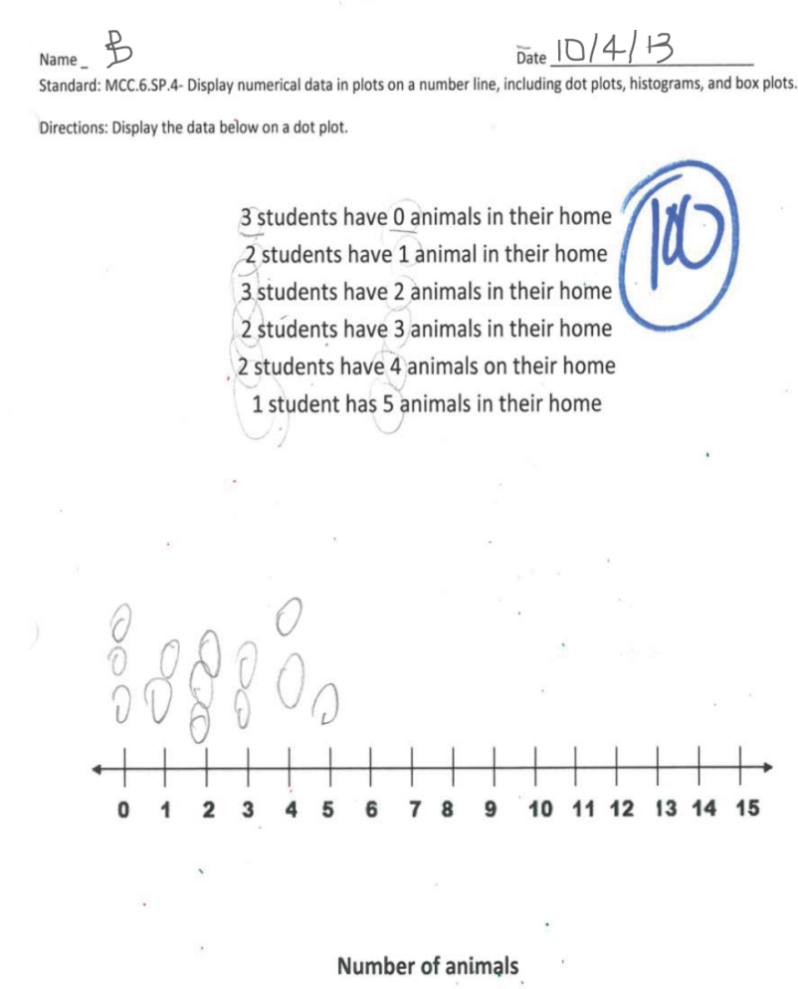 Name _ B Date 10/4/13
Standard: MCC.6.SP.4- Display numerical data in plots on a number line, including dot plots, histograms, and box plots.
Directions: Display the data below on a dot plot.
3 students have 0 animals in their home
2 students have 1 animal in their home
3 students have 2 animals in their home
2 students have 3 animals in their home
2 students have 4 animals on their home
1 student has 5 animals in their home
100
0 1 2 3 4 5 6 7 8 9 10 11 12 13 14 15
Number of animals